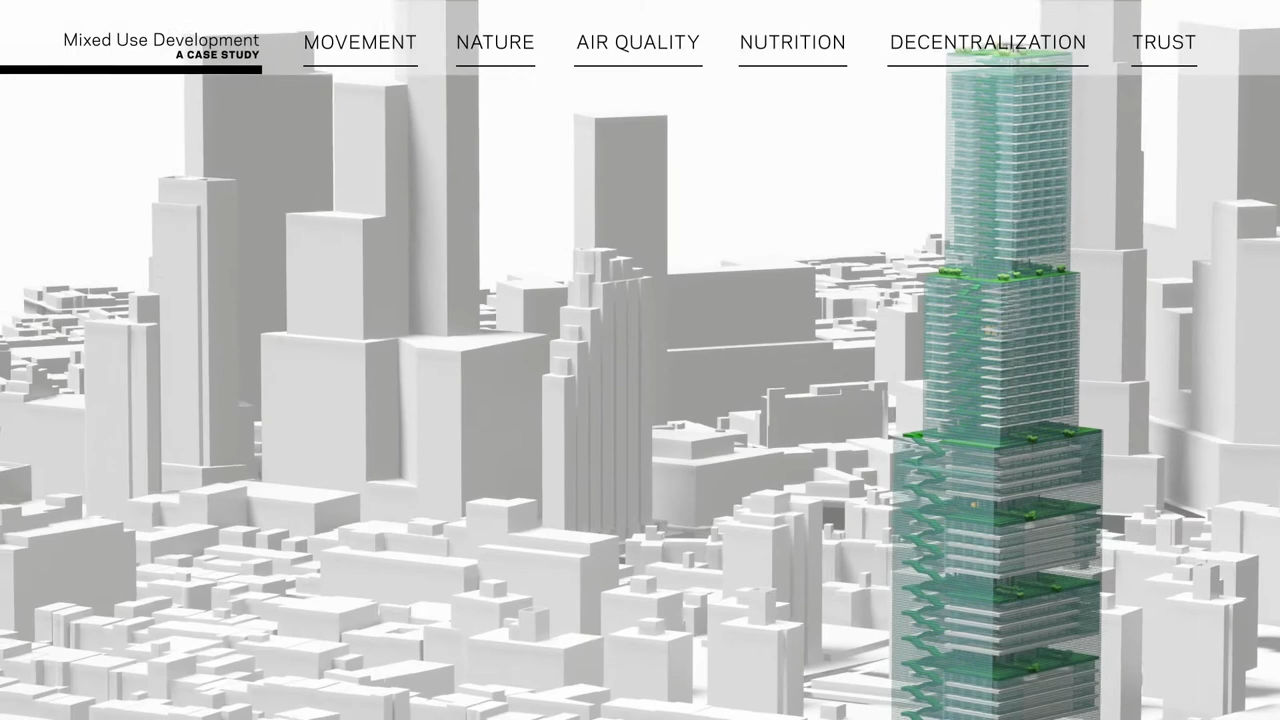 Mixed Use Development
A CASE STUDY
MOVEMENT
NATURE
AIR QUALITY
NUTRITION
DECENTRALIZATION
TRUST